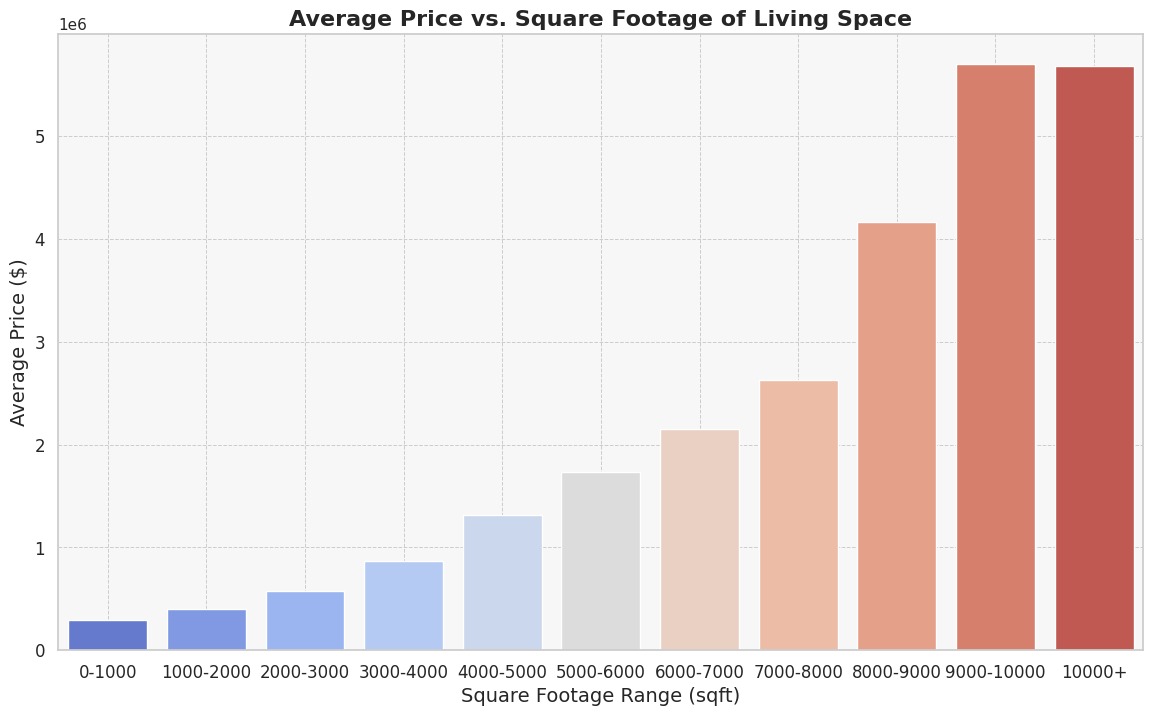 Average Price vs. Square Footage of Living Space
1e6
5
4
3
2
1
0
Average Price ($)
0-1000 1000-2000 2000-3000 3000-4000 4000-5000 5000-6000 6000-7000 7000-8000 8000-9000 9000-10000 10000+
Square Footage Range (sqft)